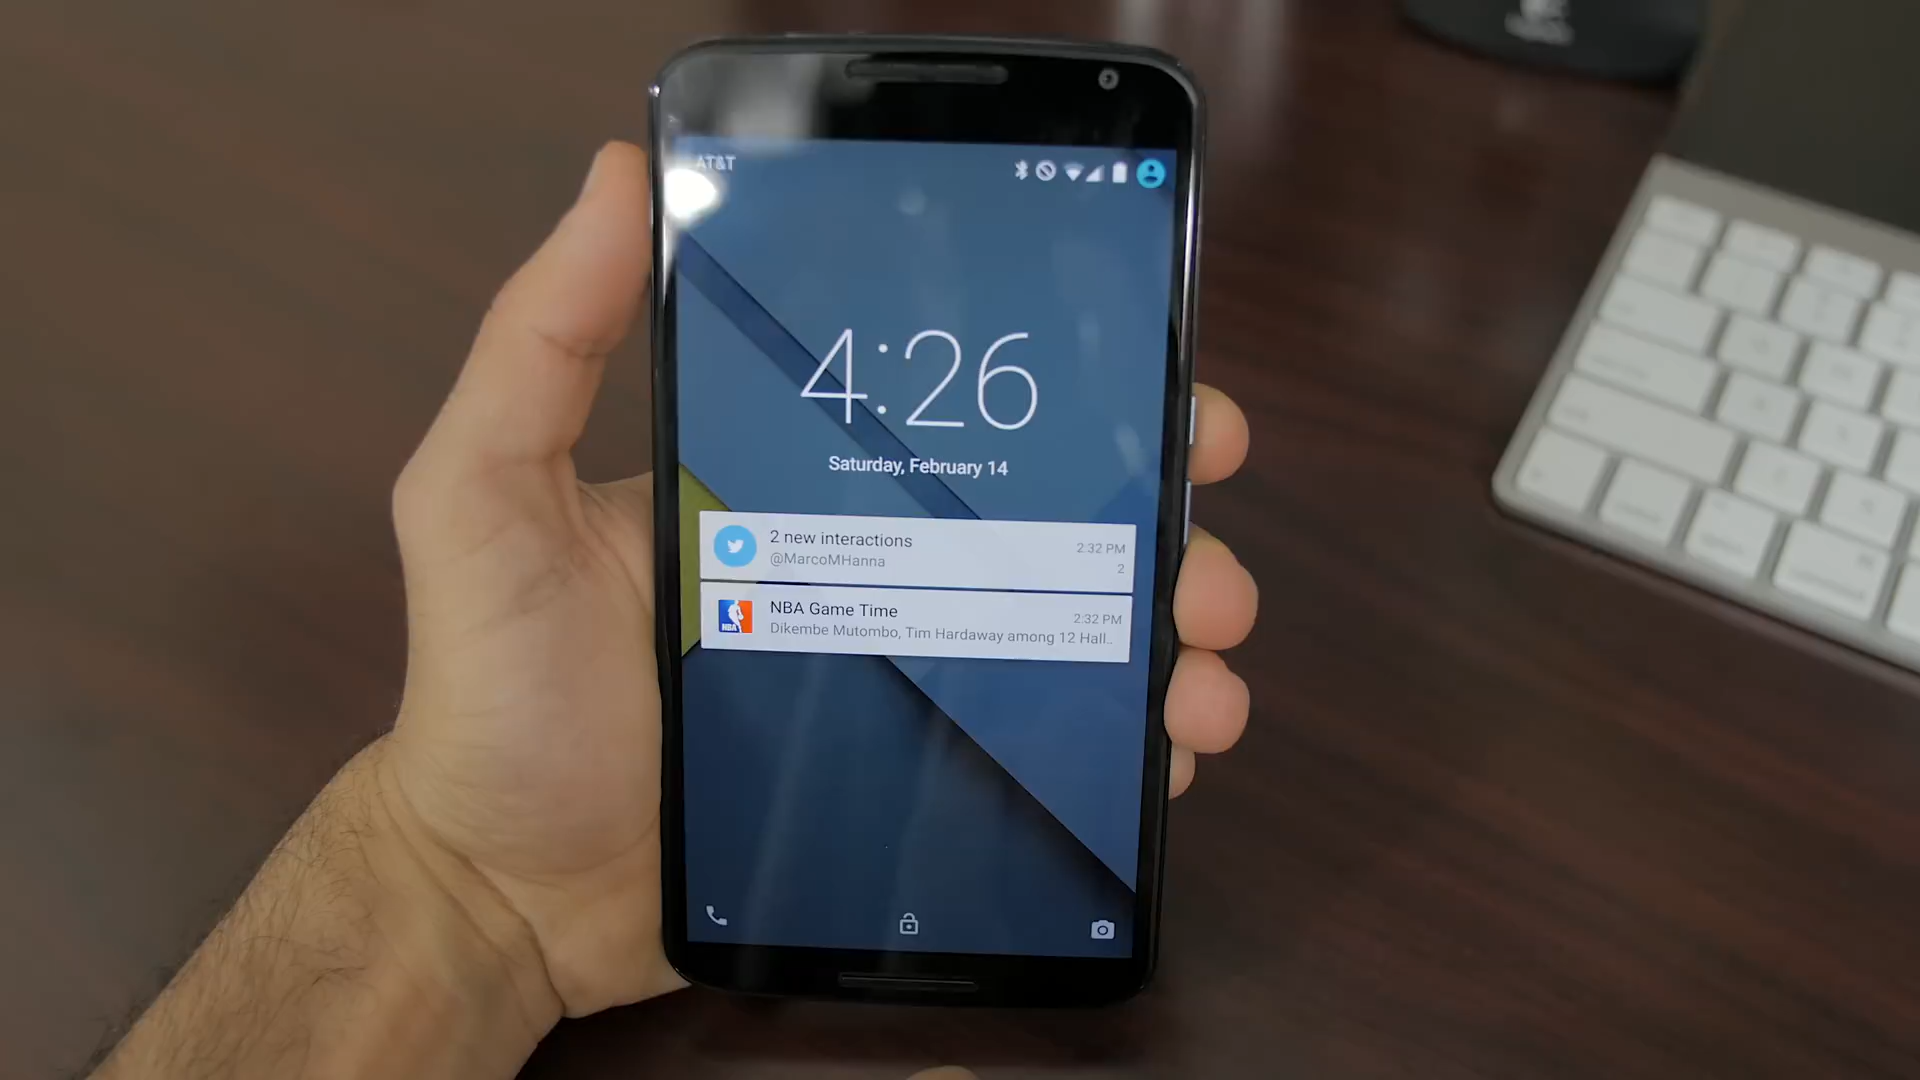 AT&T
4:26
Saturday, February 14
2 new interactions
2:32 PM
@MarcoMHanna
2
NBA Game Time
2:32 PM
Dikembe Mutombo, Tim Hardaway among 12 Hall..
NBA